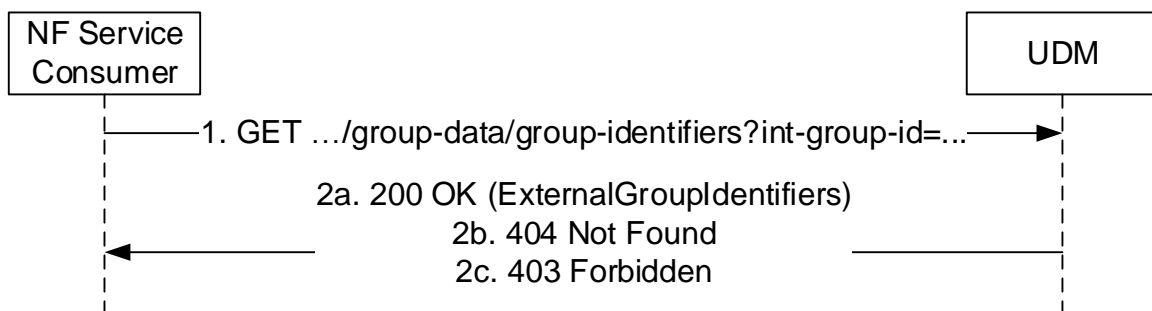 NF Service
Consumer
UDM
1. GET …/group-data/group-identifiers?int-group-id=...
2a. 200 OK (ExternalGroupIdentifiers)
2b. 404 Not Found
2c. 403 Forbidden